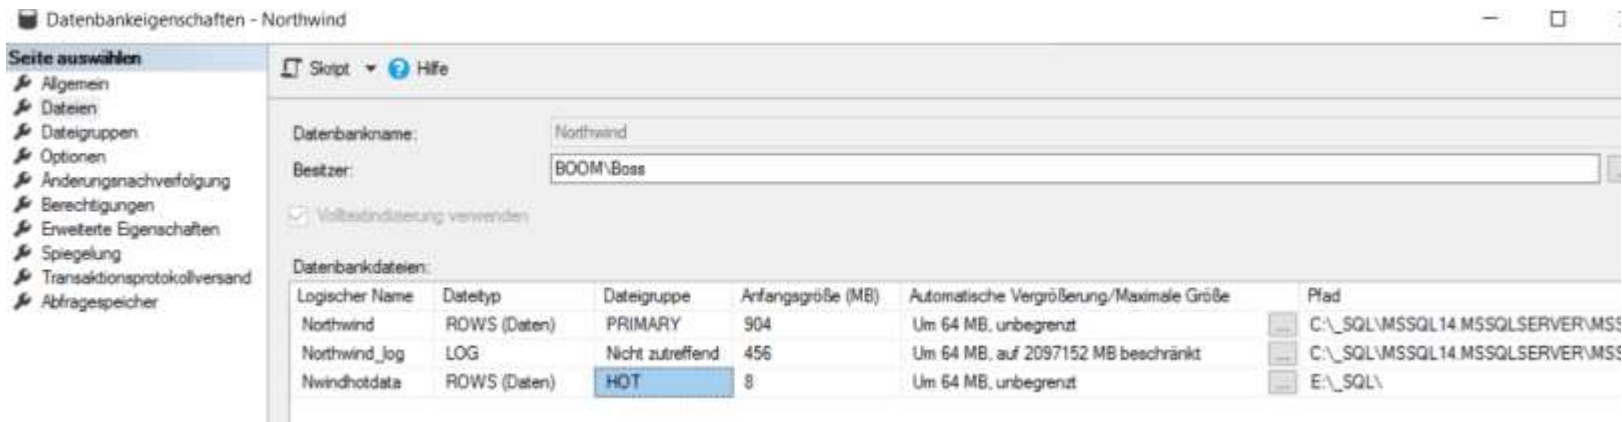 Datenbankeigenschaften - Northwind
Seite auswählen
Allgemein
Dateien
Dateigruppen
Optionen
Änderungsnachverfolgung
Berechtigungen
Erweiterte Eigenschaften
Spiegelung
Transaktionsprotokollversand
Abfragespeicher
Skript Hilfe
Datenbankname: Northwind
Besitzer: BOOM\Boss
Volltextindizierung verwenden
Datenbankdateien:
Logischer Name Dateityp Dateigruppe Anfangsgröße (MB) Automatische Vergrößerung/Maximale Größe Pfad
Northwind ROWS (Daten) PRIMARY 904 Um 64 MB, unbegrenzt ... C:\_SQL\MSSQL14.MSSQLSERVER\MSS
Northwind_log LOG Nicht zutreffend 456 Um 64 MB, auf 2097152 MB beschränkt ... C:\_SQL\MSSQL14.MSSQLSERVER\MSS
Nwindhotdata ROWS (Daten) HOT 8 Um 64 MB, unbegrenzt ... E:\_SQL\